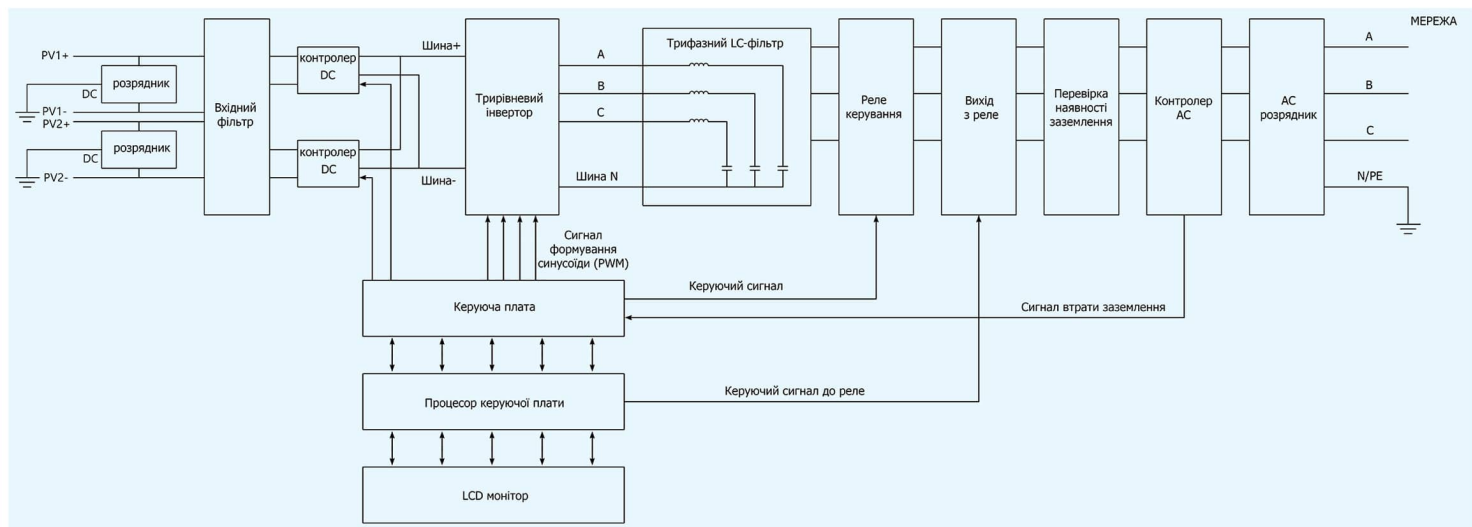 МЕРЕЖА
PV1+
розрядник
DC
PV1-
PV2+
розрядник
DC
PV2-
Вхідний
фільтр
контролер
DC
контролер
DC
Шина+
Шина-
Трирівневий
інвертор
A
B
C
Шина N
Трифазний LC-фільтр
Реле
керування
Вихід
з реле
Перевірка
наявності
заземлення
Контролер
AC
AC
розрядник
A
B
C
N/PE
Сигнал
формування
синусоїди (PWM)
Керуюча плата
Керуючий сигнал
Сигнал втрати заземлення
Процесор керуючої плати
Керуючий сигнал до реле
LCD монітор